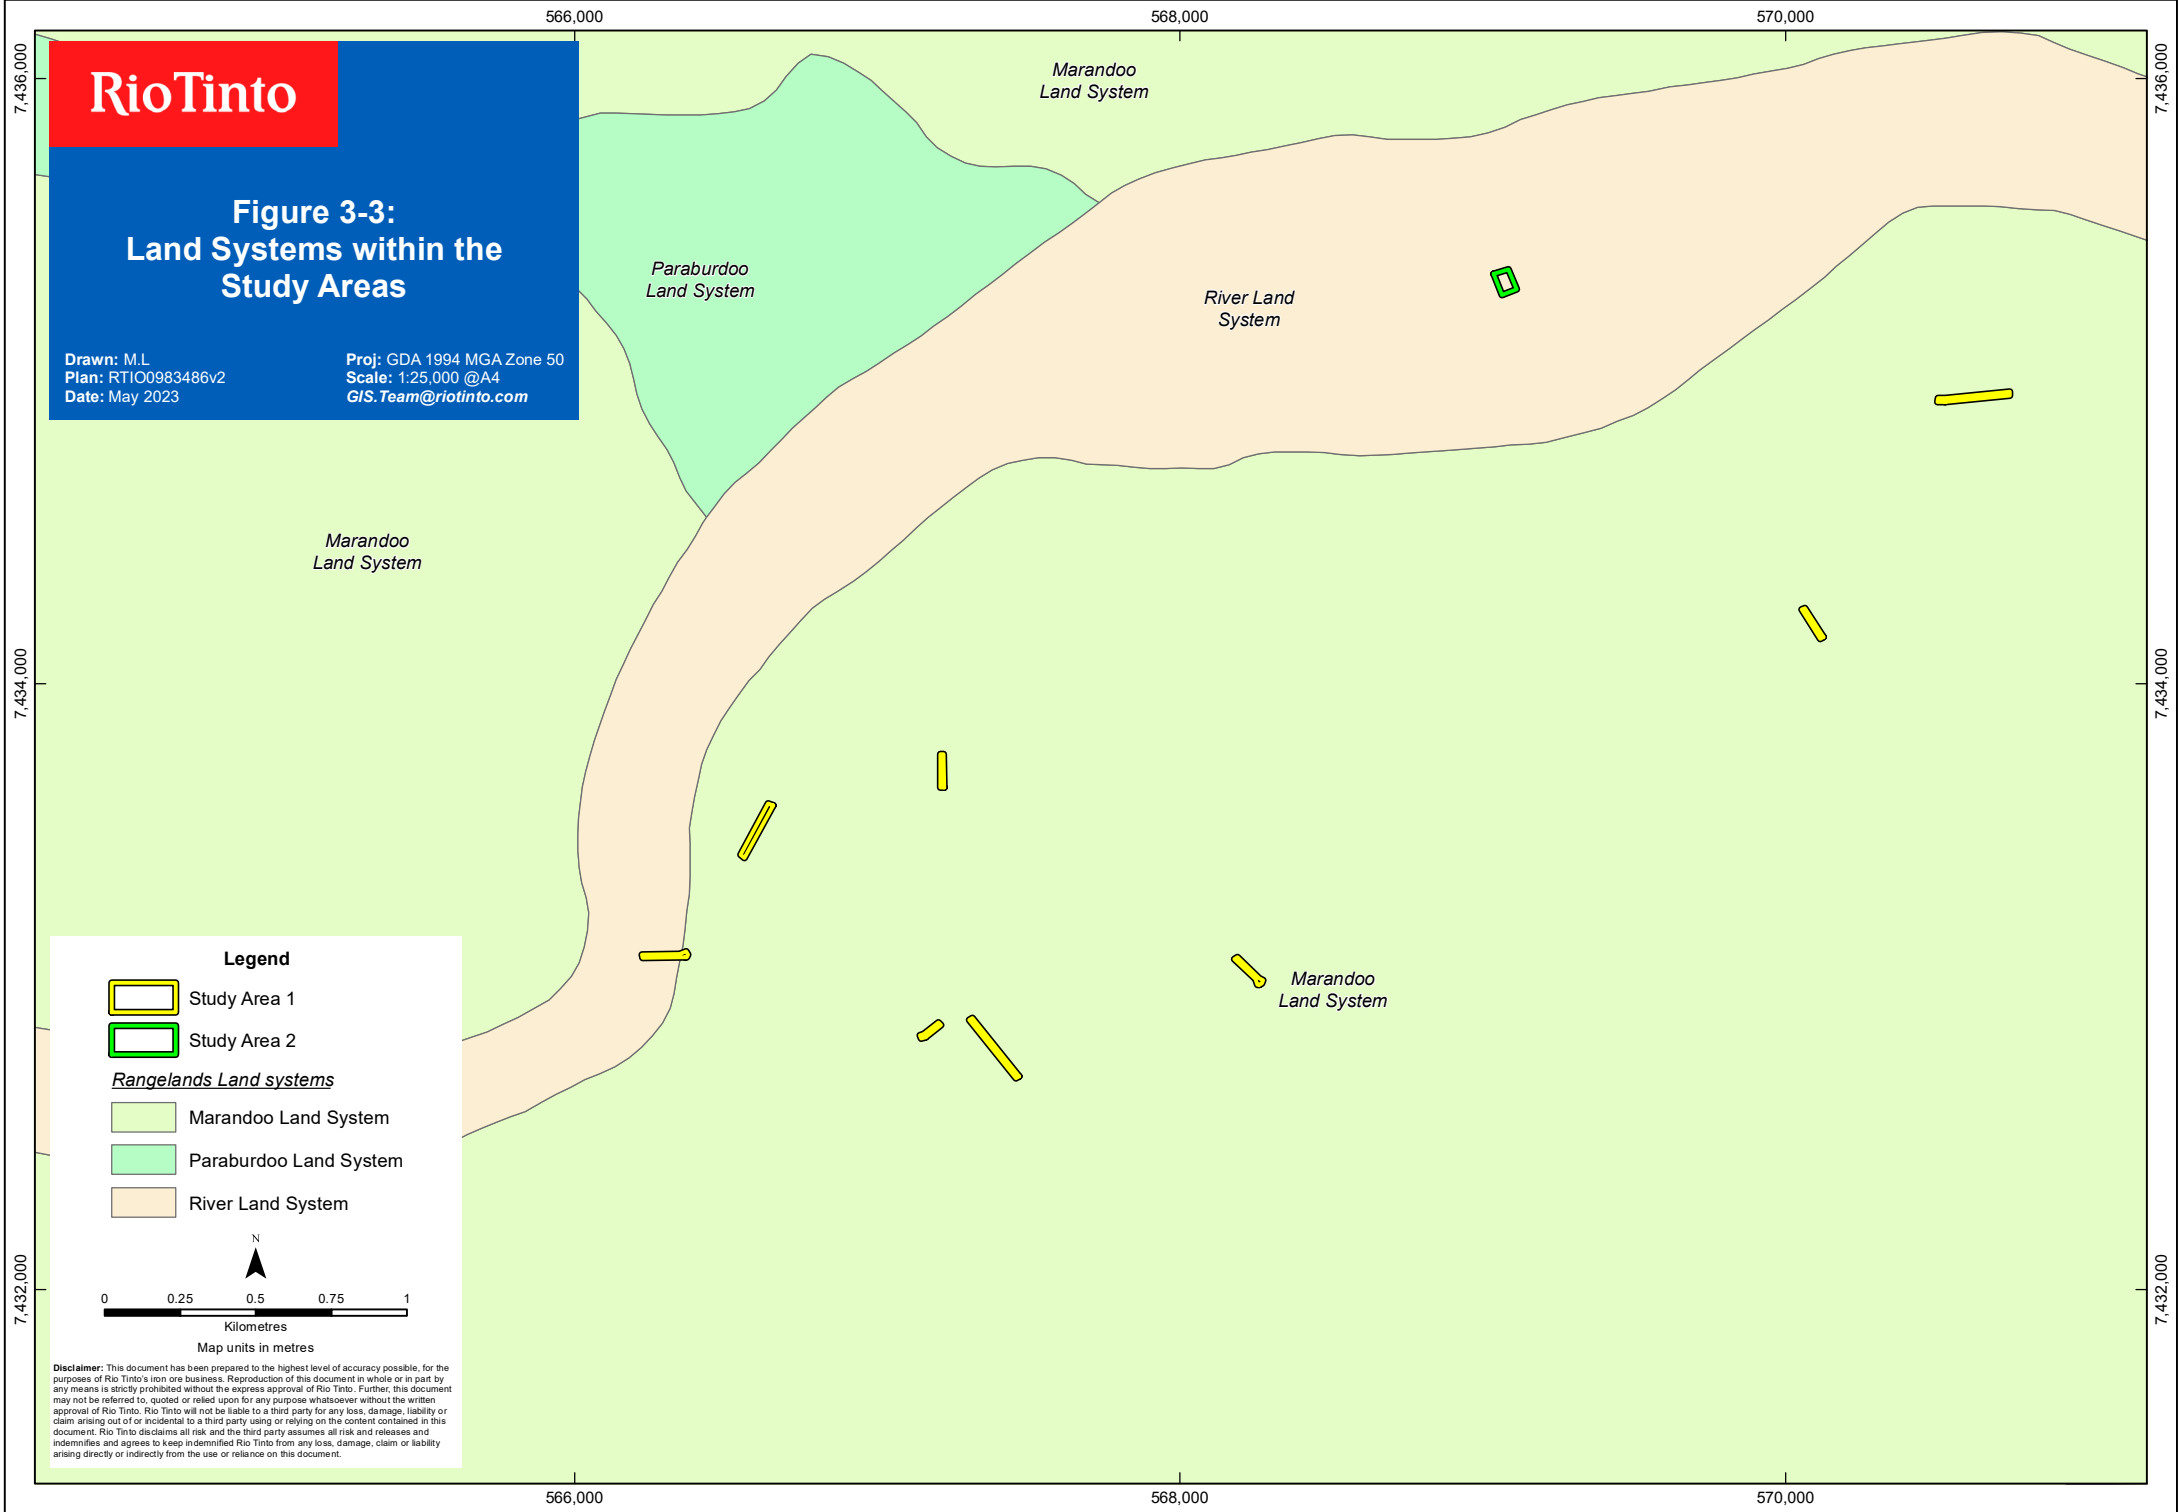 566,000
568,000
570,000
7,436,000
7,436,000
RioTinto
Figure 3-3:
Land Systems within the
Study Areas
Drawn: M.L
Plan: RTIO0983486v2
Date: May 2023
Proj: GDA 1994 MGA Zone 50
Scale: 1:25,000 @A4
GIS.Team@riotinto.com
Marandoo
Land System
Paraburdoo
Land System
River Land
System
Marandoo
Land System
7,434,000
7,434,000
Marandoo
Land System
Legend
Study Area 1
Study Area 2
Rangelands Land systems
Marandoo Land System
Paraburdoo Land System
River Land System
N
0 0.25 0.5 0.75 1
Kilometres
Map units in metres
Disclaimer: This document has been prepared to the highest level of accuracy possible, for the
purposes of Rio Tinto's iron ore business. Reproduction of this document in whole or in part by
any means is strictly prohibited without the express approval of Rio Tinto. Further, this document
may not be referred to, quoted or relied upon for any purpose whatsoever without the written
approval of Rio Tinto. Rio Tinto will not be liable to a third party for any loss, damage, liability or
claim arising out of or incidental to a third party using or relying on the content contained in this
document. Rio Tinto disclaims all risk and the third party assumes all risk and releases and
indemnifies and agrees to keep indemnified Rio Tinto from any loss, damage, claim or liability
arising directly or indirectly from the use or reliance on this document.
7,432,000
7,432,000
566,000
568,000
570,000